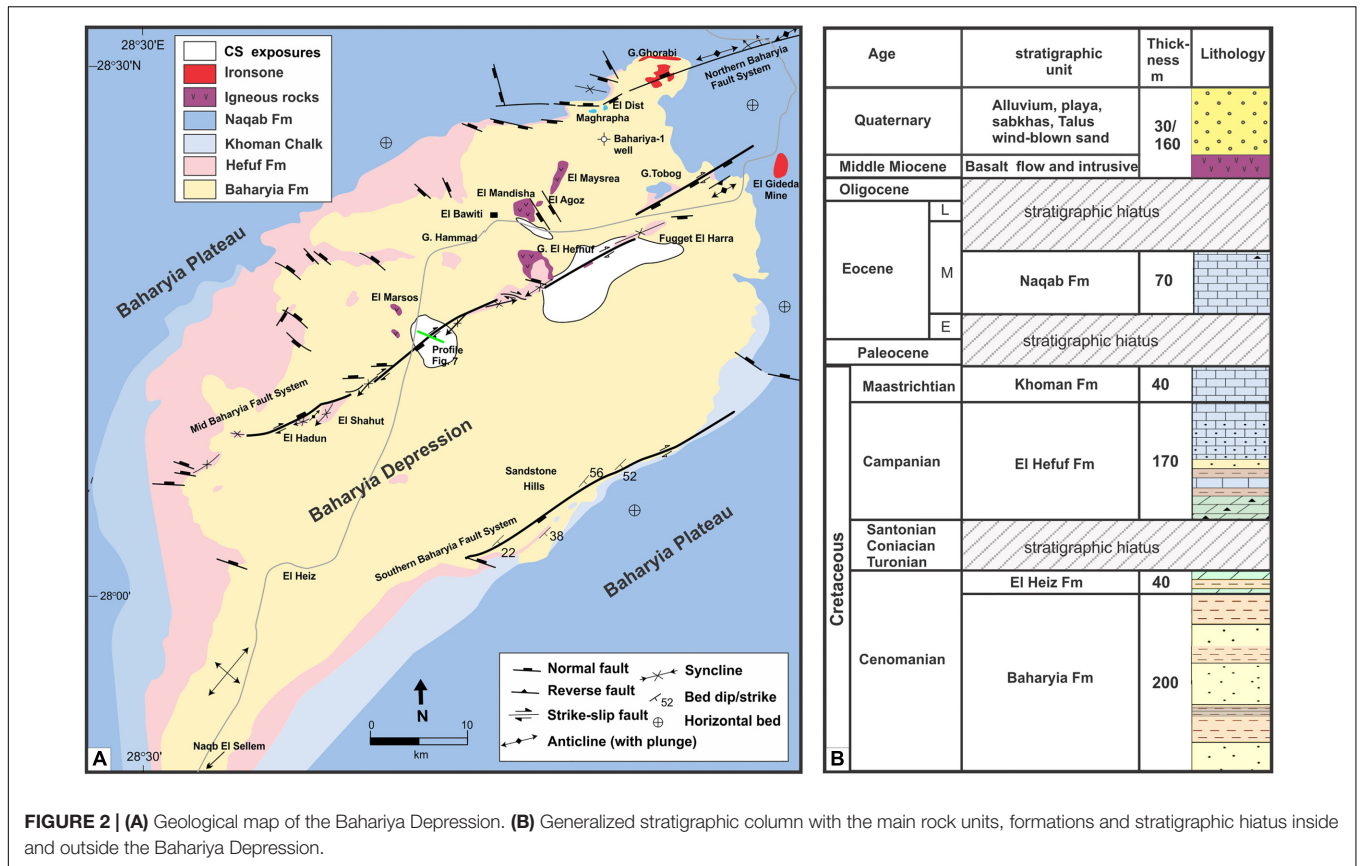 28°30'E
28°30'N
CS exposures
Ironsone
Igneous rocks
Naqab Fm
Khoman Chalk
Hefuf Fm
Baharyia Fm
G.Ghorabi
Northern Baharyia
Fault System
El Dist
Maghrapha
Bahariya-1
well
El Gideda
Mine
El Maysrea
G.Tobog
El Mandisha
El Agoz
El Bawiti
G. Hammad
Fugget El Harra
G. El Hefhuf
Baharyia Plateau
El Marsos
Profile
Fig. 7
Mid Baharyia Fault System
El Shahut
El Hadun
Baharyia Depression
Sandstone
Hills
56
52
Southern Baharyia Fault System
38
22
Baharyia Plateau
El Heiz
28°00'
Naqb El Sellem
28°30'
N
0 10
km
Normal fault
Reverse fault
Strike-slip fault
Anticline (with plunge)
Syncline
52 Bed dip/strike
Horizontal bed
A
Age
stratigraphic
unit
Thick-
ness
m
Lithology
Quaternary
Alluvium, playa,
sabkhas, Talus
wind-blown sand
30/
160
Middle Miocene
Basalt flow and intrusive
Oligocene
stratigraphic hiatus
Eocene
L
M
E
Naqab Fm
70
Paleocene
stratigraphic hiatus
Cretaceous
Maastrichtian
Khoman Fm
40
Campanian
El Hefuf Fm
170
Santonian
Coniacian
Turonian
stratigraphic hiatus
Cenomanian
El Heiz Fm
40
Baharyia Fm
200
B
FIGURE 2 | (A) Geological map of the Bahariya Depression. (B) Generalized stratigraphic column with the main rock units, formations and stratigraphic hiatus inside
and outside the Bahariya Depression.